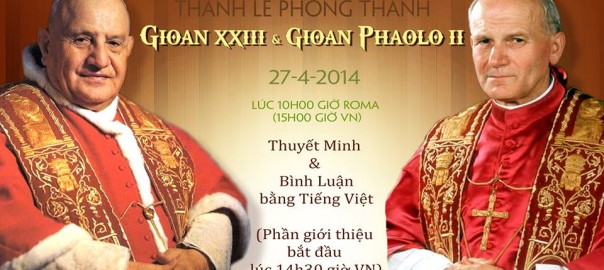 THÁNH LỄ PHONG THÁNH
GIOAN XXIII & GIOAN PHAOLO II
27-4-2014
LÚC 10H00 GIỜ ROMA
(15H00 GIỜ VN)
Thuyết Minh
&
Bình Luận
bằng Tiếng Việt
(Phần giới thiệu
bắt đầu
lúc 14h30 giờ VN)